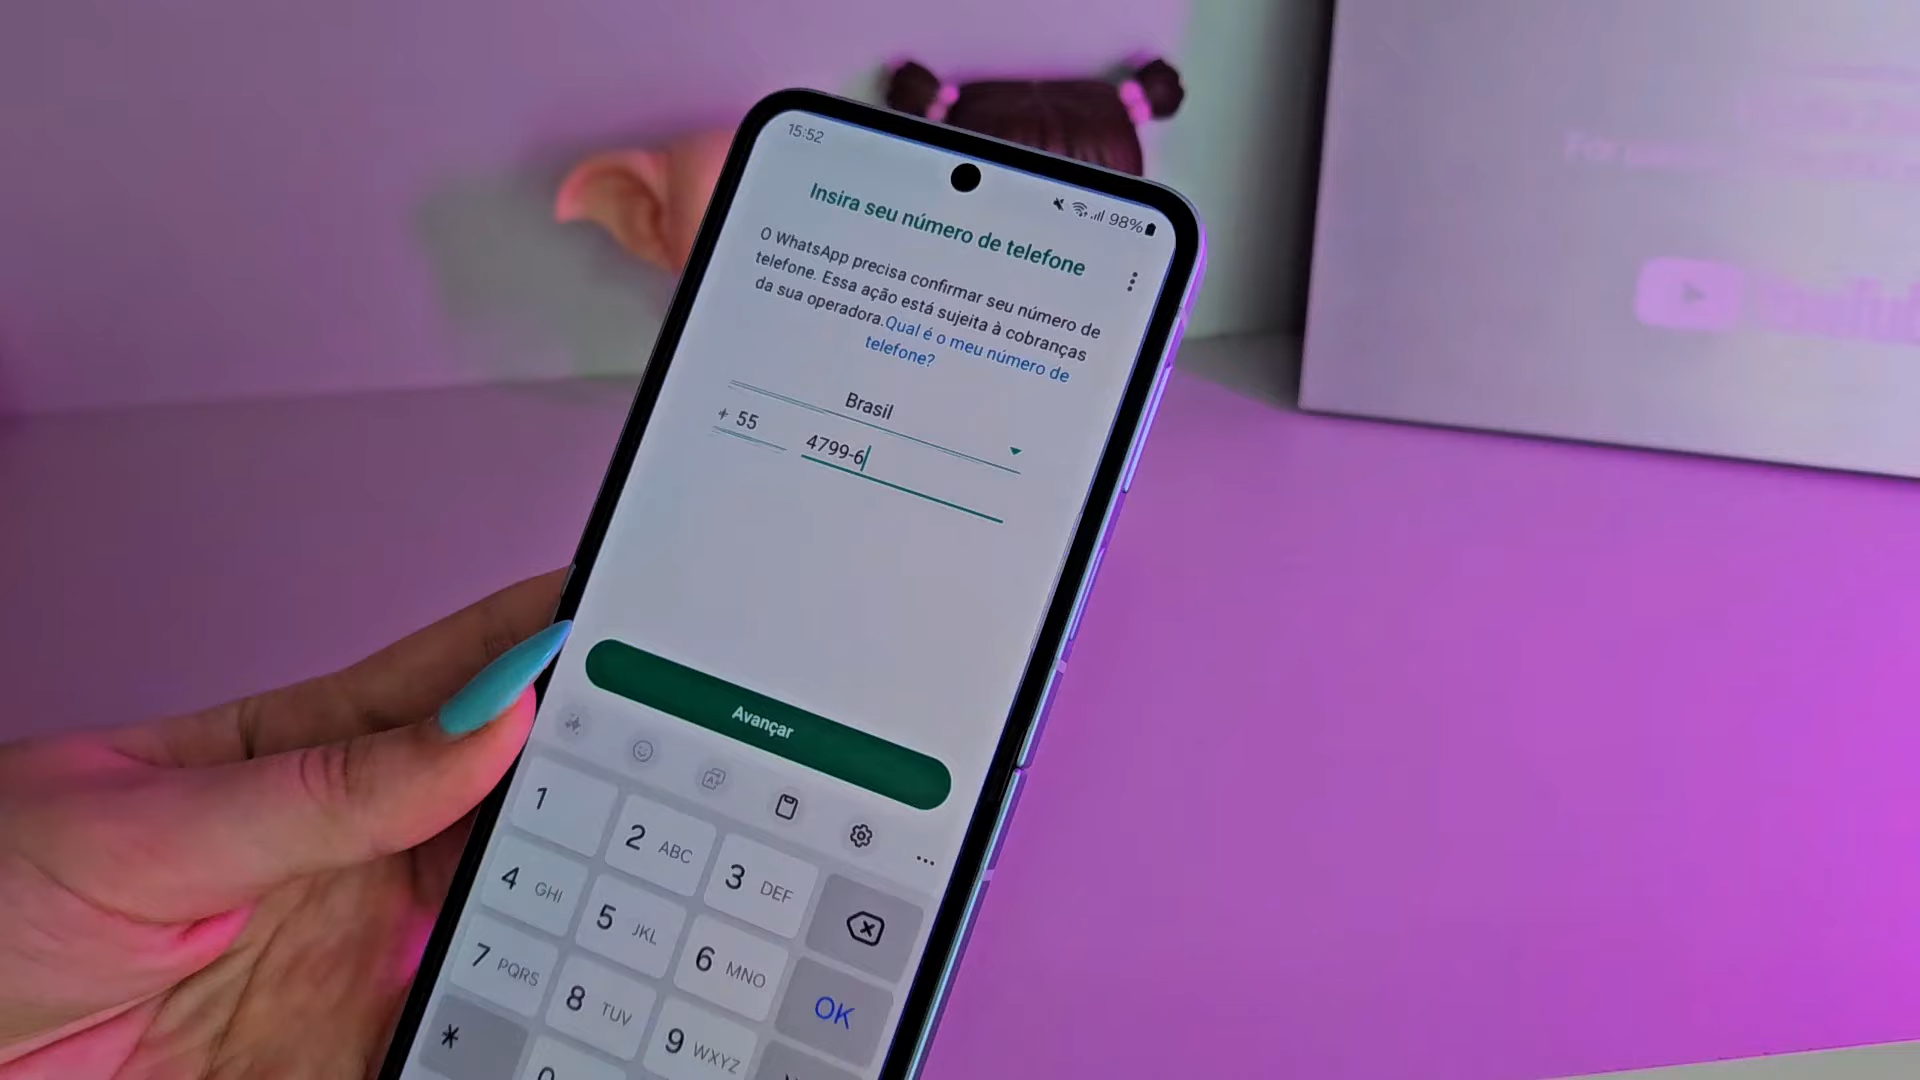 15:52
98%
Insira seu número de telefone
O WhatsApp precisa confirmar seu número de
telefone. Essa ação está sujeita à cobranças
da sua operadora.Qual é o meu número de
telefone?
Brasil
+ 55
4799-6
Avançar
1
2 ABC
3 DEF
4 GHI
5 JKL
6 MNO
7 PQRS
8 TUV
9 WXYZ
OK
*
0